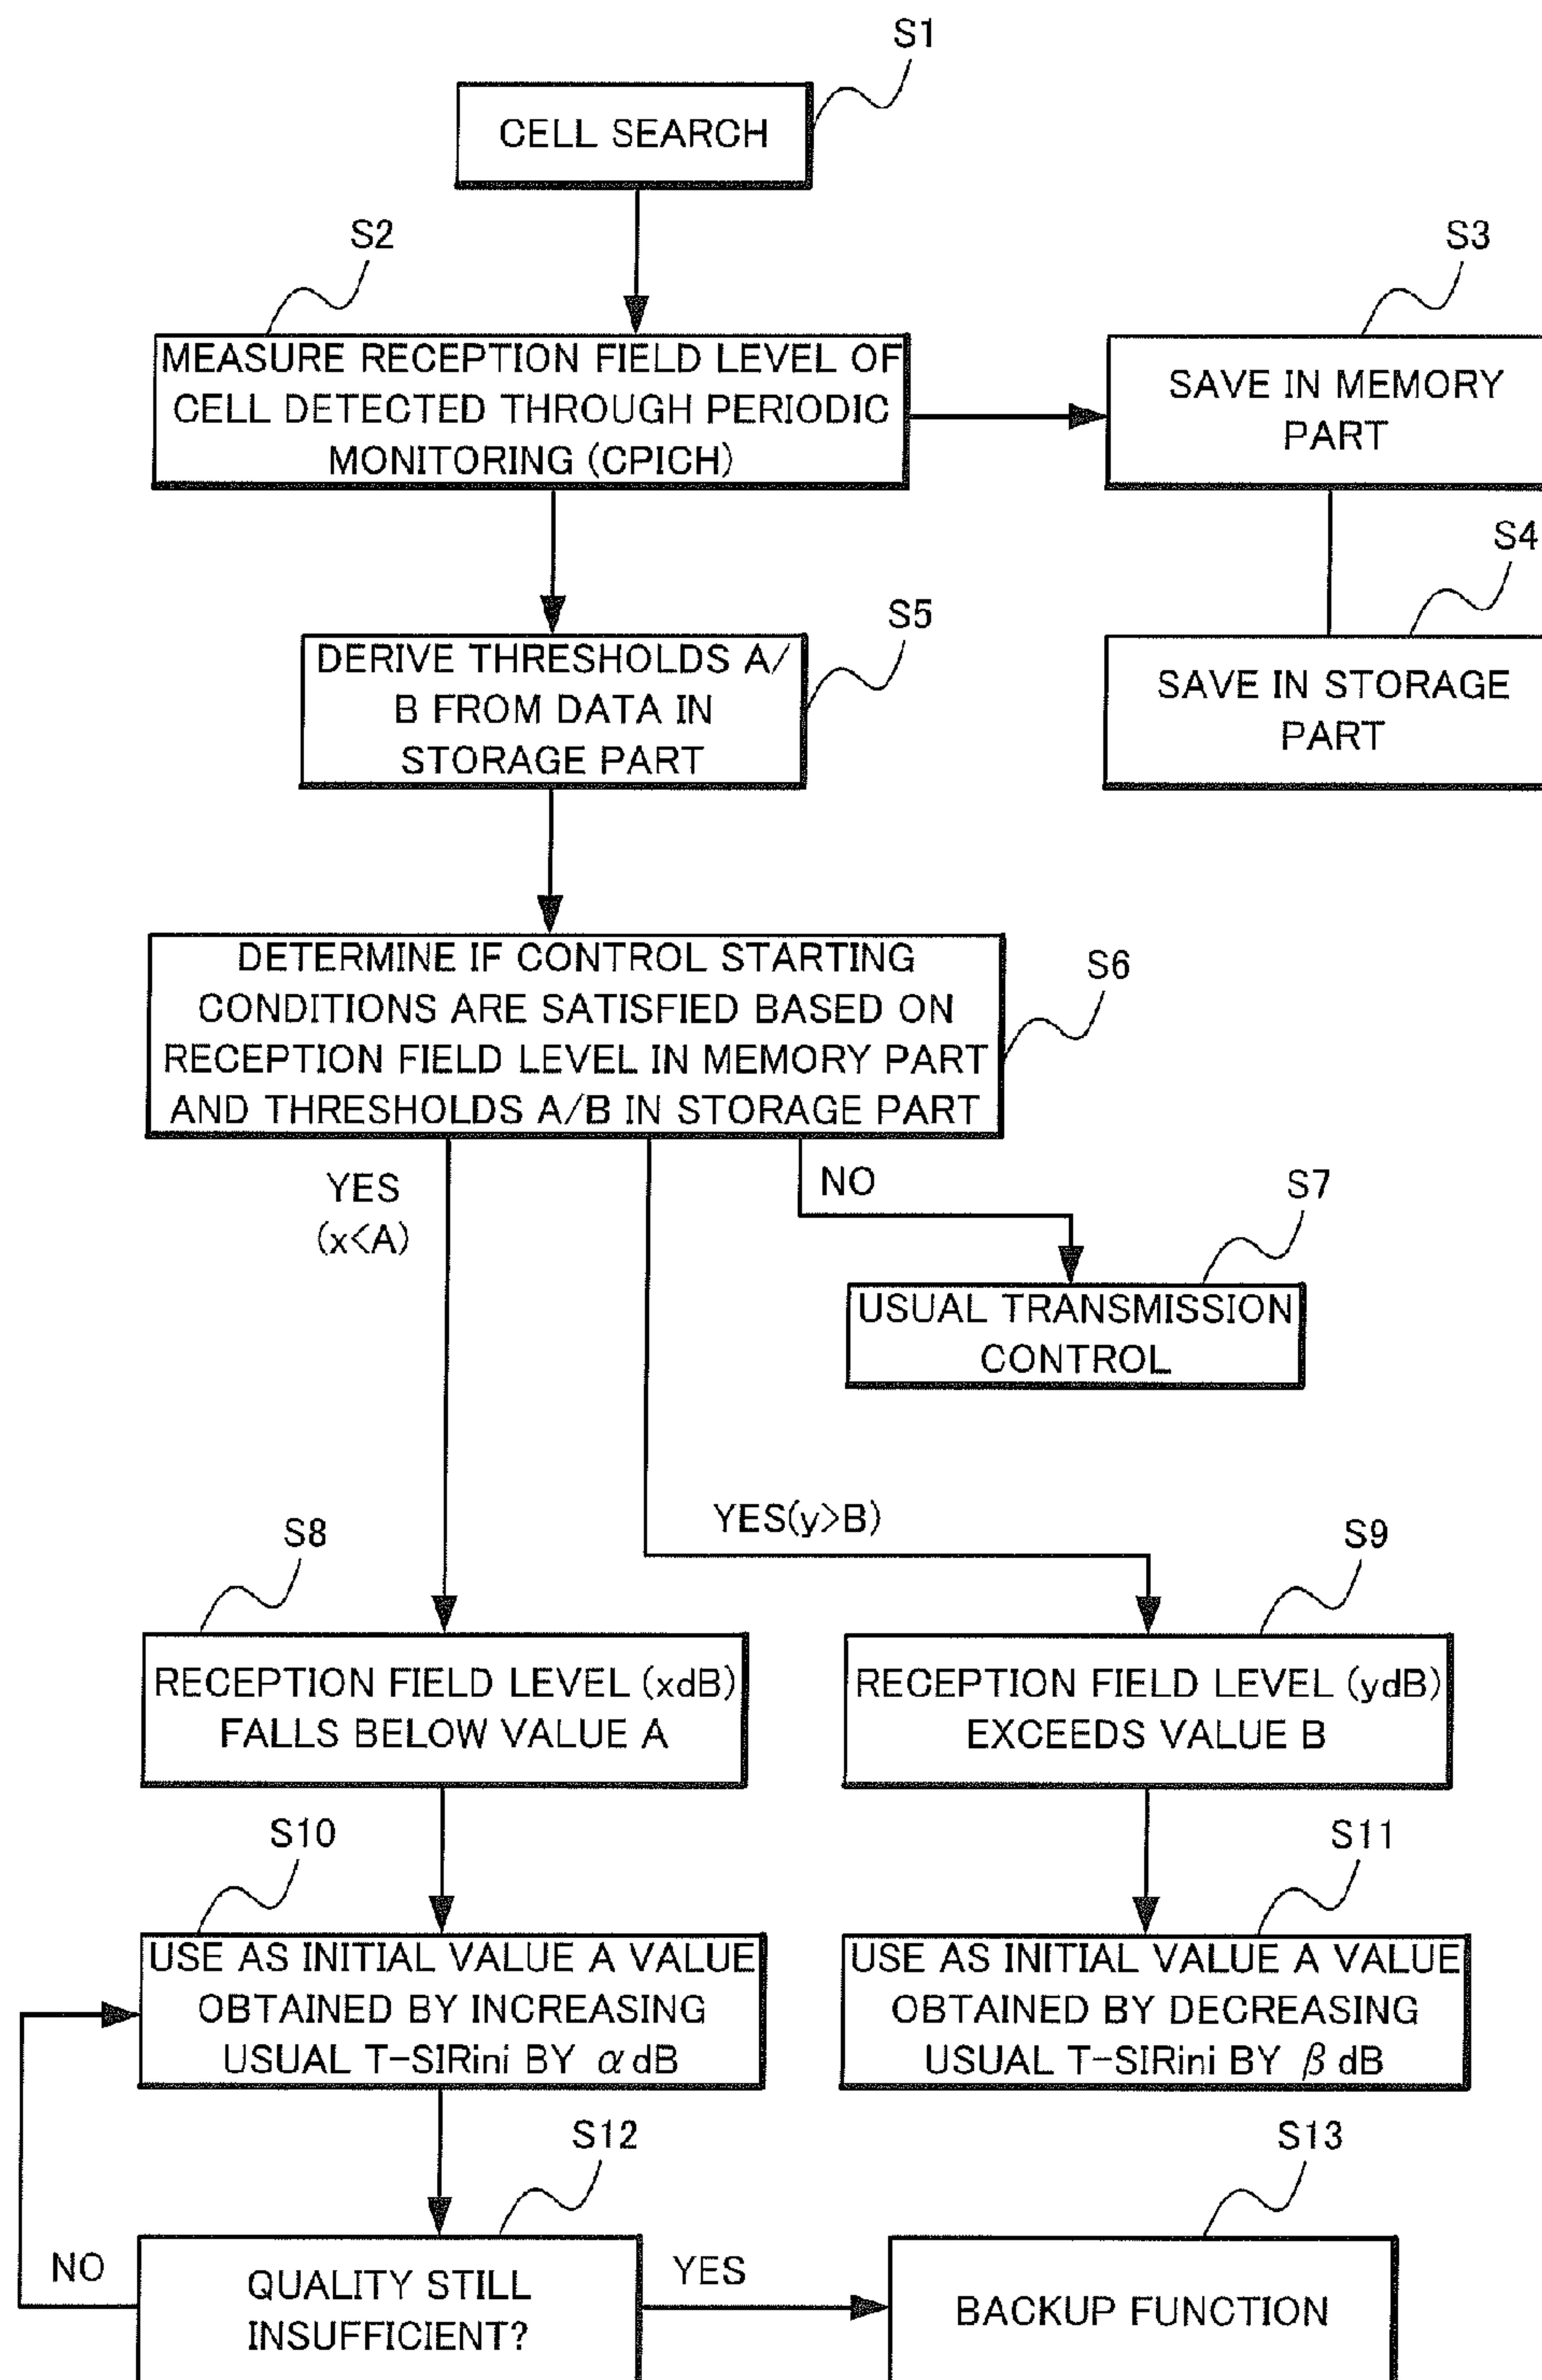 S1
CELL SEARCH
S2
S3
MEASURE RECEPTION FIELD LEVEL OF
CELL DETECTED THROUGH PERIODIC
MONITORING (CPICH)
SAVE IN MEMORY
PART
S4
SAVE IN STORAGE
PART
S5
DERIVE THRESHOLDS A/
B FROM DATA IN
STORAGE PART
S6
DETERMINE IF CONTROL STARTING
CONDITIONS ARE SATISFIED BASED ON
RECEPTION FIELD LEVEL IN MEMORY PART
AND THRESHOLDS A/B IN STORAGE PART
YES
(x<A)
NO
S7
USUAL TRANSMISSION
CONTROL
YES(y>B)
S8
S9
RECEPTION FIELD LEVEL (xdB)
FALLS BELOW VALUE A
RECEPTION FIELD LEVEL (ydB)
EXCEEDS VALUE B
S10
S11
USE AS INITIAL VALUE A VALUE
OBTAINED BY INCREASING
USUAL T-SIRini BY α dB
USE AS INITIAL VALUE A VALUE
OBTAINED BY DECREASING
USUAL T-SIRini BY β dB
S12
S13
NO
QUALITY STILL
INSUFFICIENT?
YES
BACKUP FUNCTION